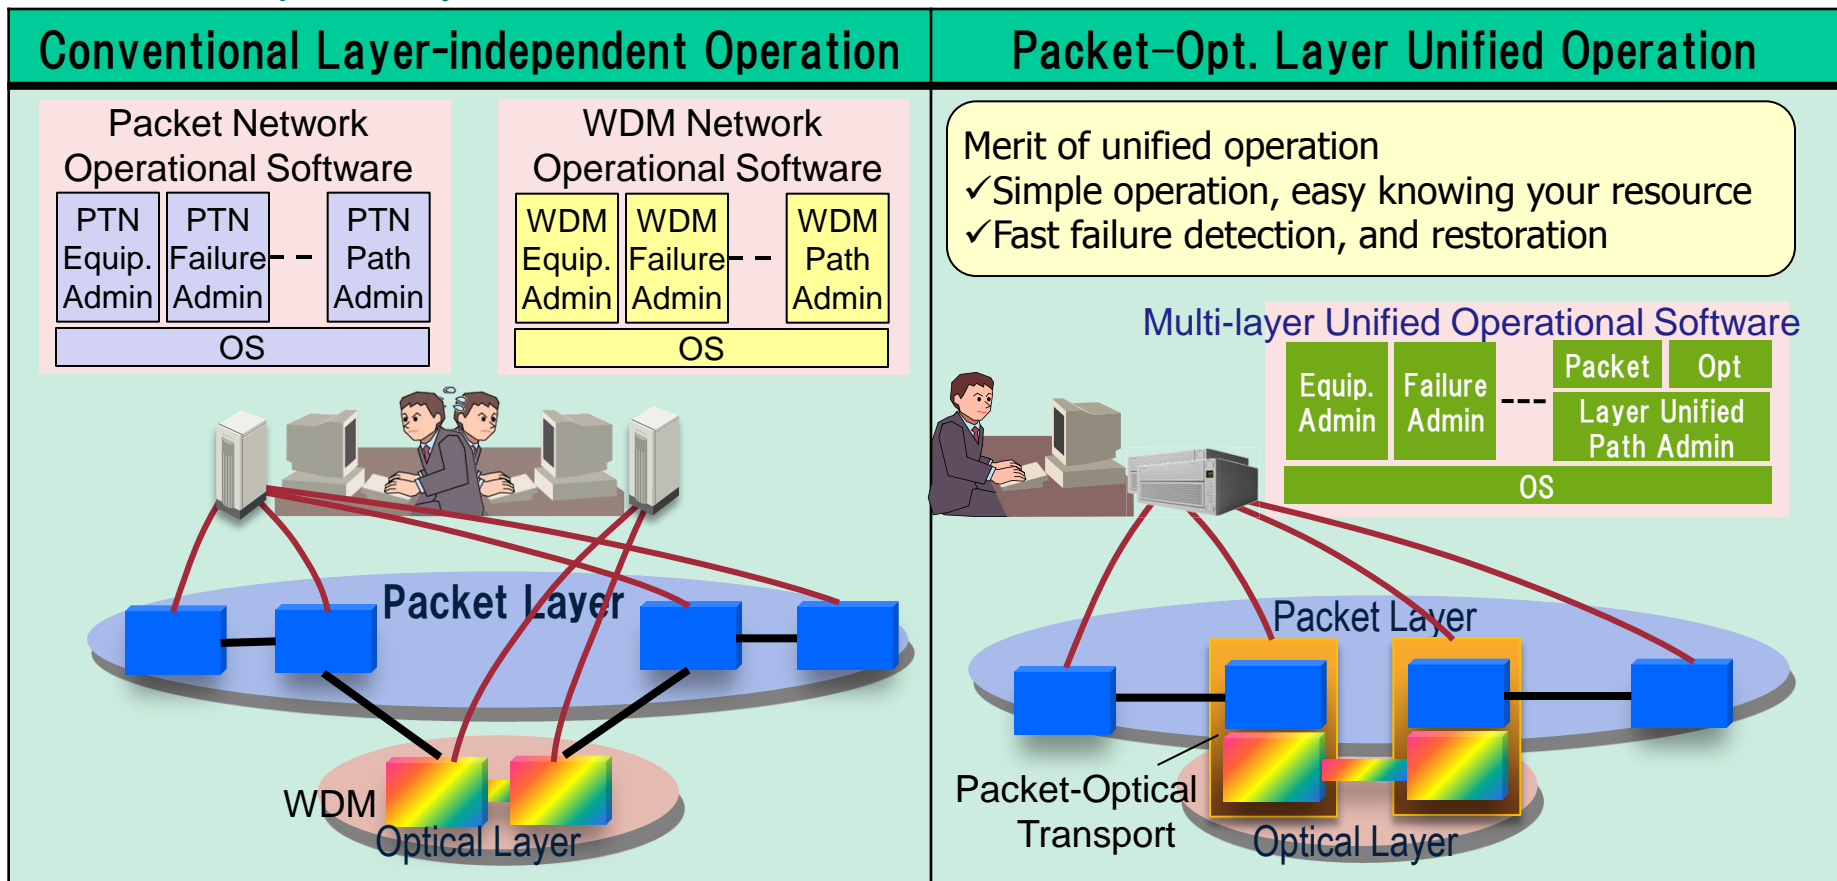 Conventional Layer-independent Operation
Packet-Opt. Layer Unified Operation
Packet Network
Operational Software
PTN
Equip.
Admin
PTN
Failure
Admin
PTN
Path
Admin
OS
WDM Network
Operational Software
WDM
Equip.
Admin
WDM
Failure
Admin
WDM
Path
Admin
OS
Packet Layer
WDM
Optical Layer
Merit of unified operation
✓Simple operation, easy knowing your resource
✓Fast failure detection, and restoration
Multi-layer Unified Operational Software
Equip.
Admin
Failure
Admin
Packet
Opt
Layer Unified
Path Admin
OS
Packet Layer
Packet-Optical
Transport
Optical Layer